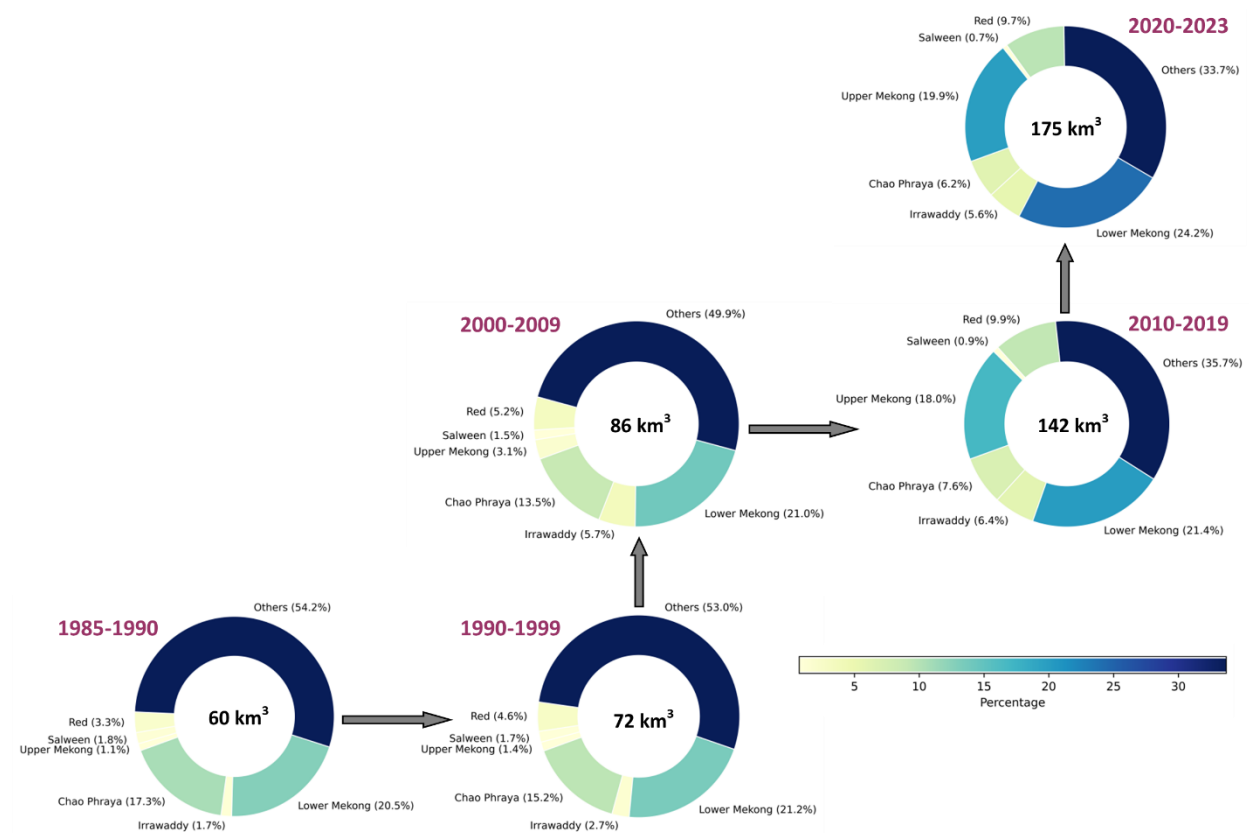 2020-2023
Red (9.7%)
Salween (0.7%)
Others (33.7%)
Upper Mekong (19.9%)
175 km³
Chao Phraya (6.2%)
Irrawaddy (5.6%)
Lower Mekong (24.2%)
2000-2009
Others (49.9%)
Red (5.2%)
Salween (1.5%)
Upper Mekong (3.1%)
86 km³
Chao Phraya (13.5%)
Lower Mekong (21.0%)
Irrawaddy (5.7%)
2010-2019
Red (9.9%)
Salween (0.9%)
Others (35.7%)
Upper Mekong (18.0%)
142 km³
Chao Phraya (7.6%)
Irrawaddy (6.4%)
Lower Mekong (21.4%)
1985-1990
Others (54.2%)
Red (3.3%)
Salween (1.8%)
Upper Mekong (1.1%)
60 km³
Chao Phraya (17.3%)
Lower Mekong (20.5%)
Irrawaddy (1.7%)
1990-1999
Others (53.0%)
Red (4.6%)
Salween (1.7%)
Upper Mekong (1.4%)
72 km³
Chao Phraya (15.2%)
Lower Mekong (21.2%)
Irrawaddy (2.7%)
5 10 15 20 25 30
Percentage